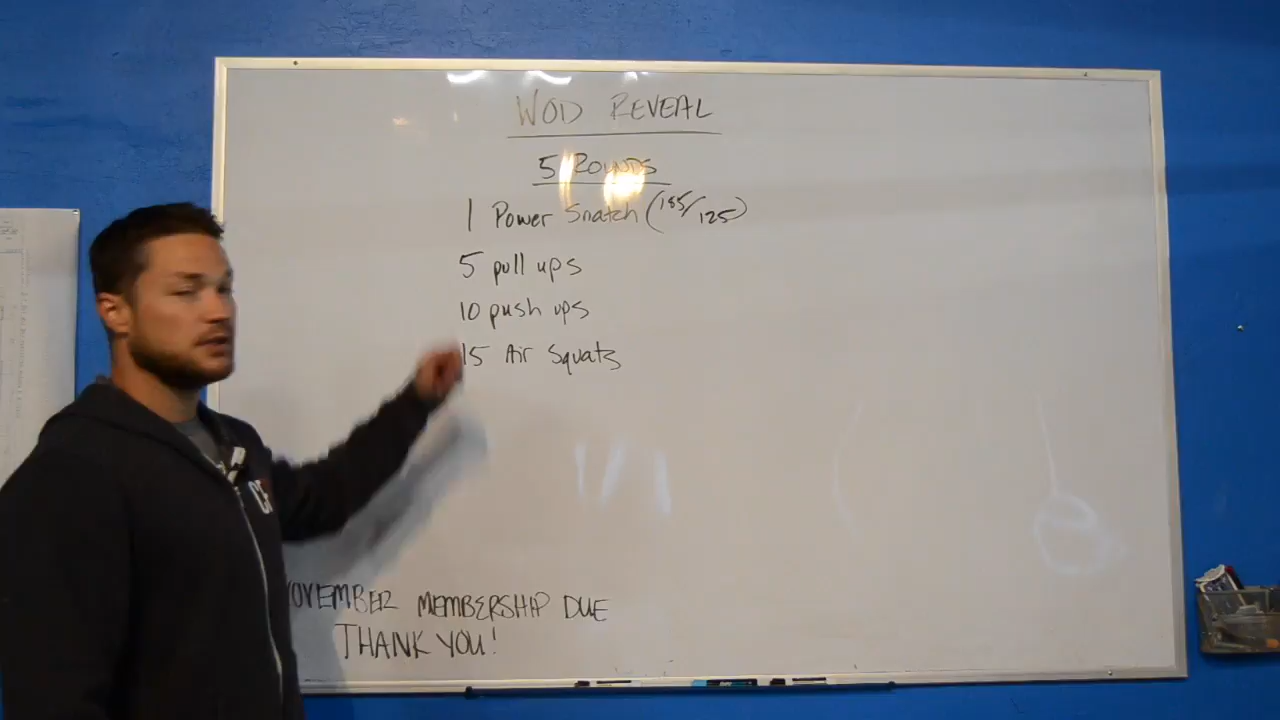 WOD REVEAL
5 ROUNDS
1 Power Snatch (185/125)
5 pull ups
10 push ups
15 Air Squats
NOVEMBER MEMBERSHIP DUE
THANK YOU!